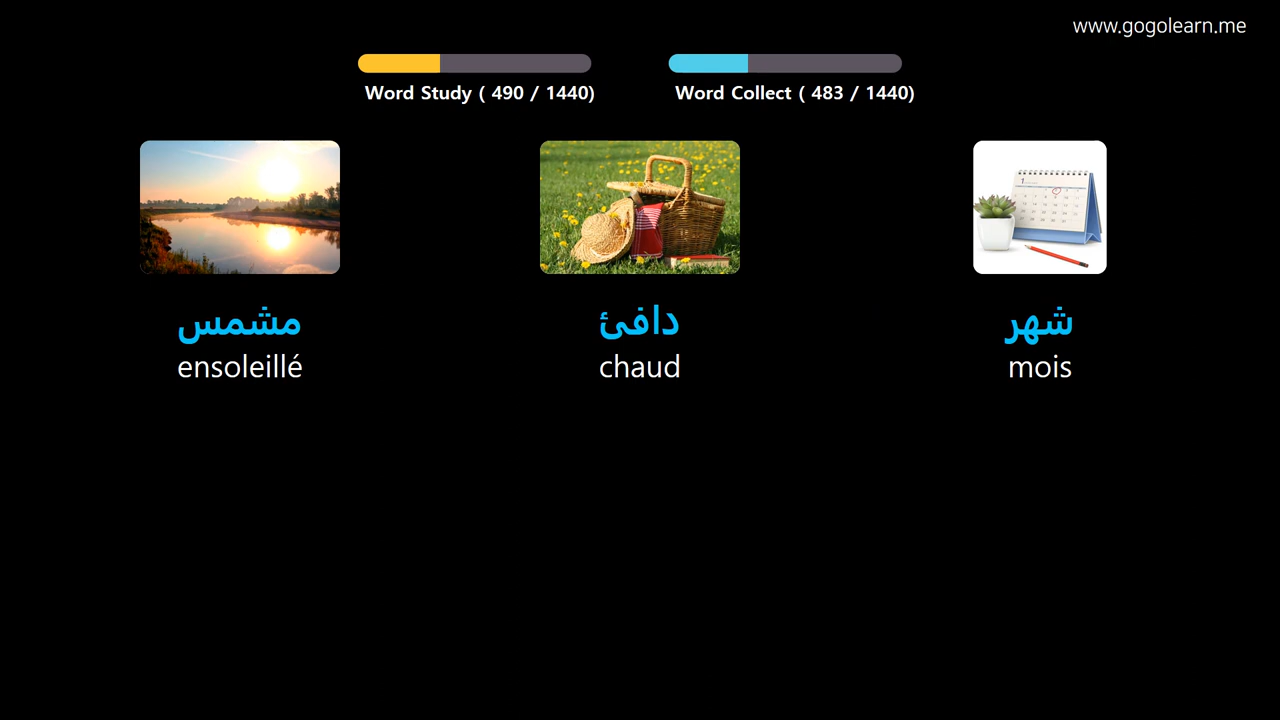 www.gogolearn.me
Word Study ( 490 / 1440)
Word Collect ( 483 / 1440)
مشمس
ensoleillé
دافئ
chaud
شهر
mois